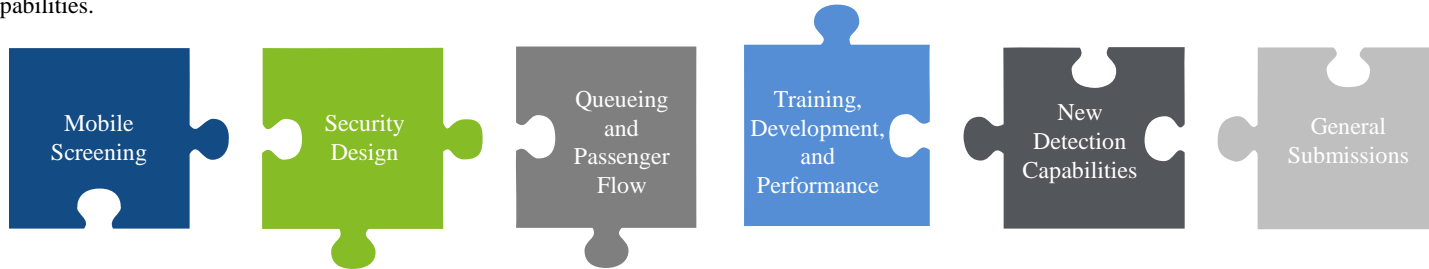 pabilities.
Mobile
Screening
Security
Design
Queueing
and
Passenger
Flow
Training,
Development,
and
Performance
New
Detection
Capabilities
General
Submissions